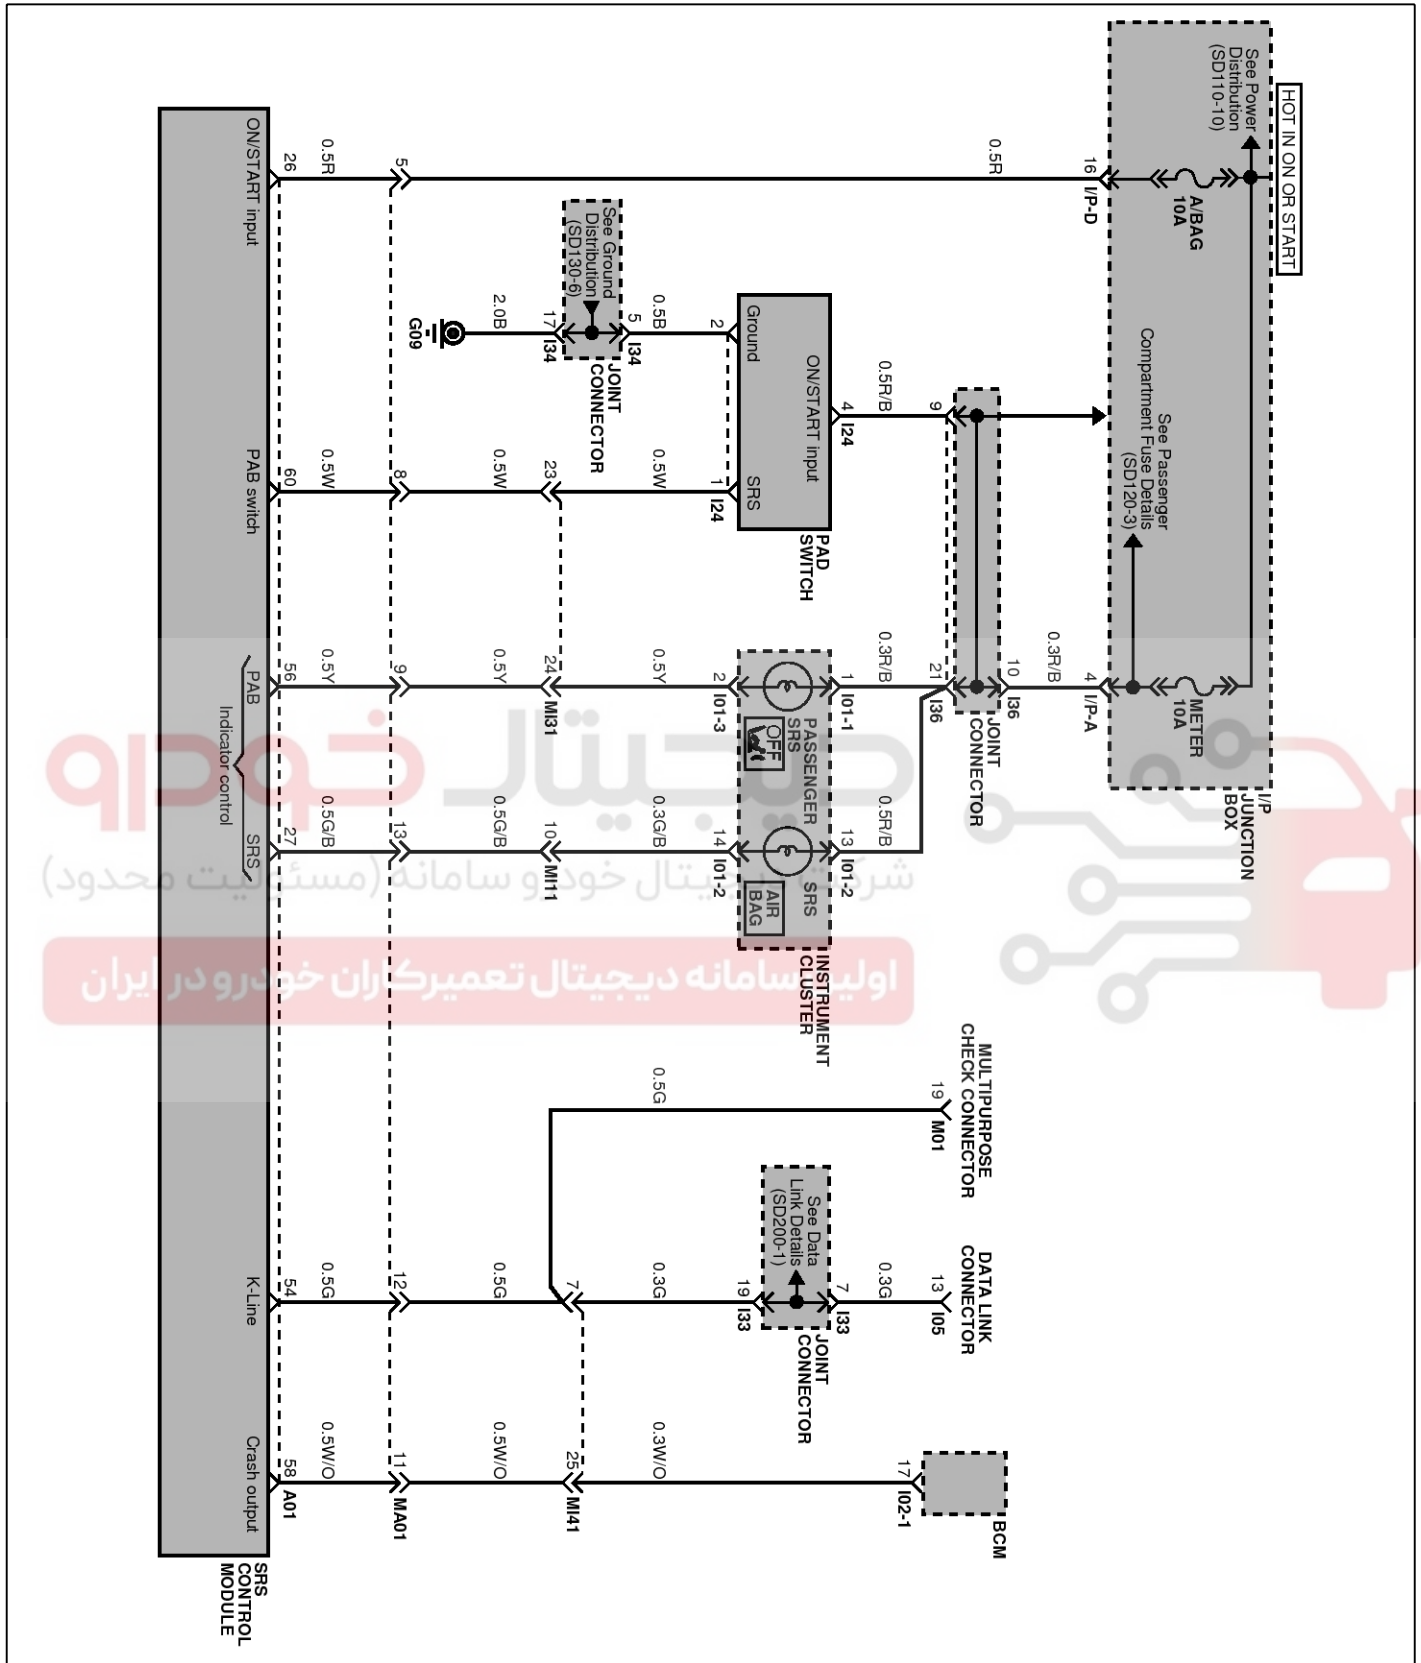 HOT IN ON OR START
See Power
Distribution
(SD110-10)
A/BAG
10A
See Passenger
Compartment Fuse Details
(SD120-3)
METER
10A
I/P
JUNCTION
BOX
16
I/P-D
4
I/P-A
0.5R
0.3R/B
10
I36
JOINT
CONNECTOR
9
21
I36
0.5R/B
0.3R/B
0.5R/B
4
I24
1
I01-1
13
I01-2
ON/START input
Ground
SRS
PAD
SWITCH
PASSENGER
SRS
OFF
SRS
AIR
BAG
INSTRUMENT
CLUSTER
2
1
I24
2
I01-3
14
I01-2
0.5B
0.5W
0.5Y
0.3G/B
See Ground
Distribution
(SD130-6)
5
I34
JOINT
CONNECTOR
17
I34
2.0B
G09
23
24
MI31
10
MI11
0.5W
0.5Y
0.5G/B
MULTIPURPOSE
CHECK CONNECTOR
19
M01
0.5G
DATA LINK
CONNECTOR
13
I05
0.3G
7
I33
See Data
Link Details
(SD200-1)
JOINT
CONNECTOR
19
I33
0.3G
7
0.5G
BCM
17
I02-1
0.3W/O
25
MI41
0.5W/O
5
8
9
13
12
11
MA01
0.5R
0.5W
0.5Y
0.5G/B
0.5G
0.5W/O
26
60
56
27
54
58
A01
ON/START input
PAB switch
PAB
SRS
Indicator control
K-Line
Crash output
SRS
CONTROL
MODULE
دیجیتال خودرو
شرکت دیجیتال خودرو سامانه (مسئولیت محدود)
اولین سامانه دیجیتال تعمیرکاران خودرو در ایران